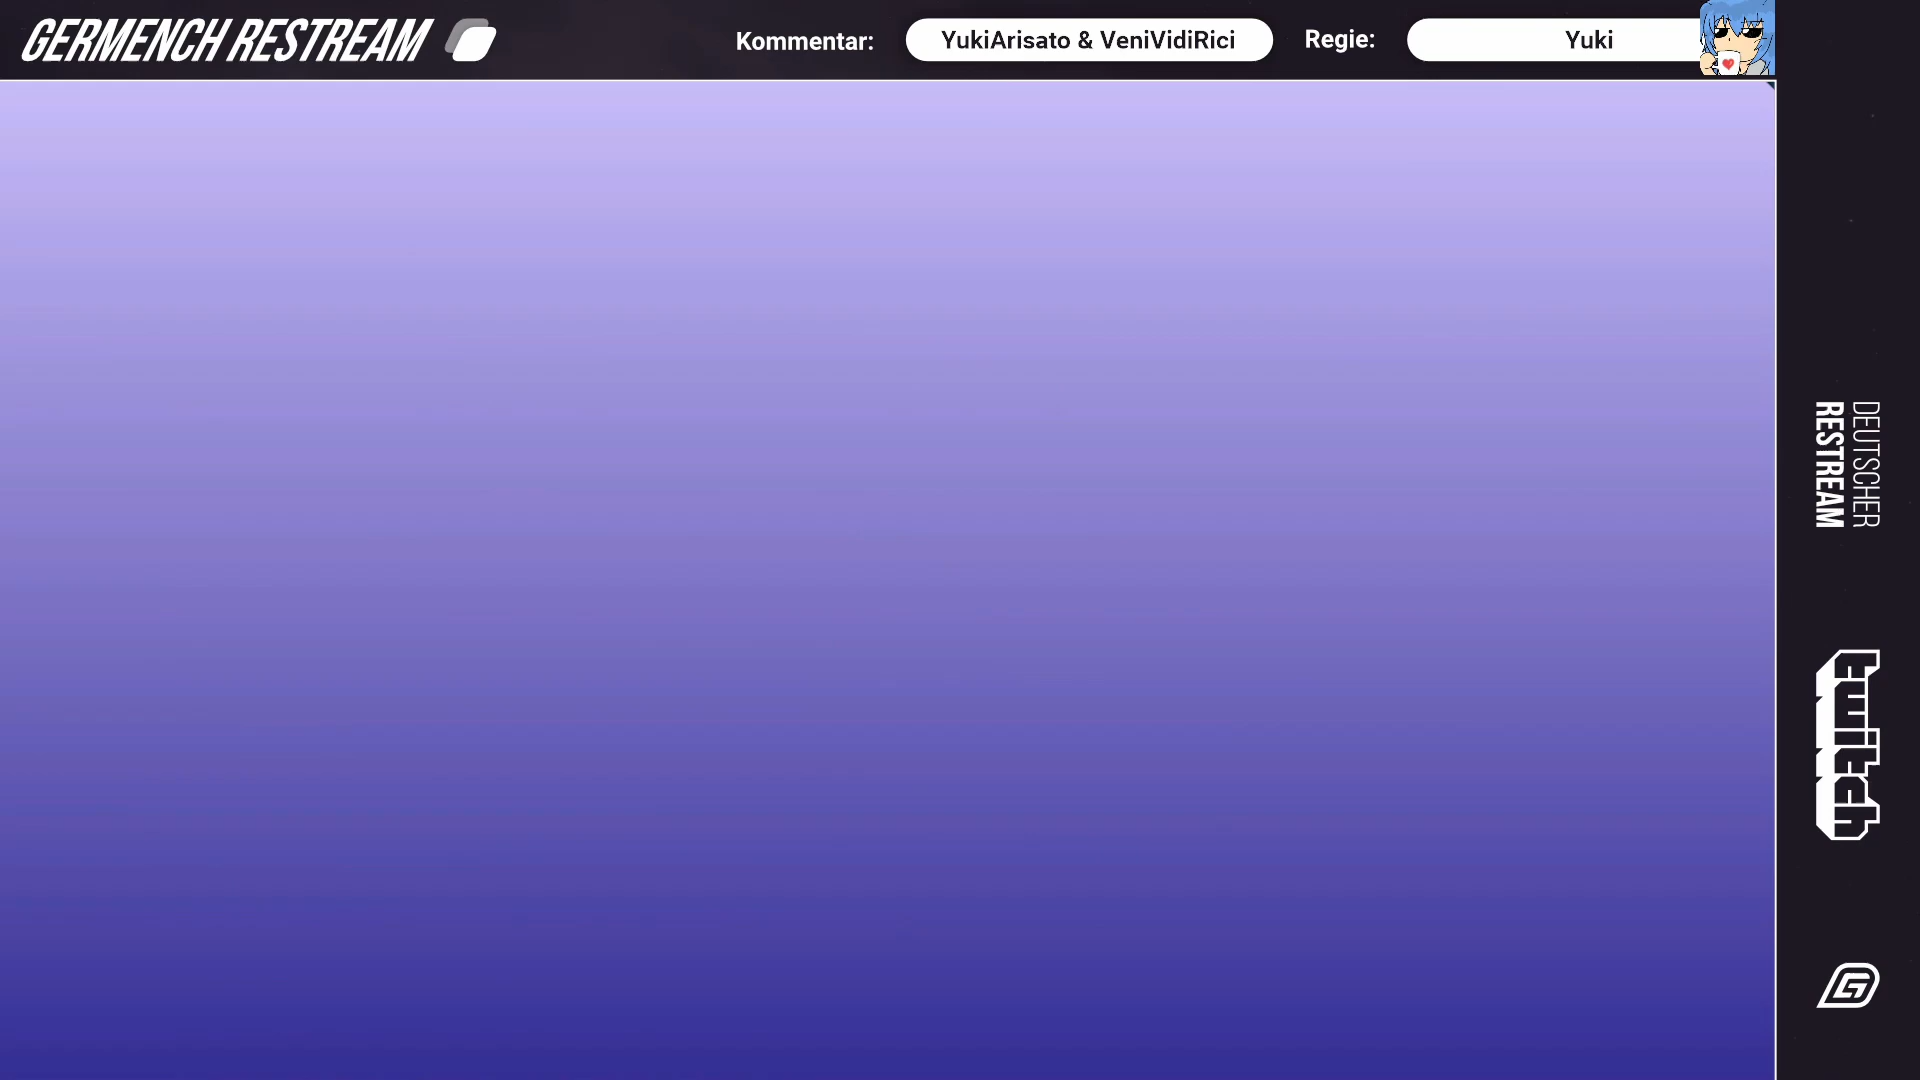 GERMENCH RESTREAM
Kommentar:
YukiArisato & VeniVidiRici
Regie:
Yuki
DEUTSCHER
RESTREAM
twitch
G